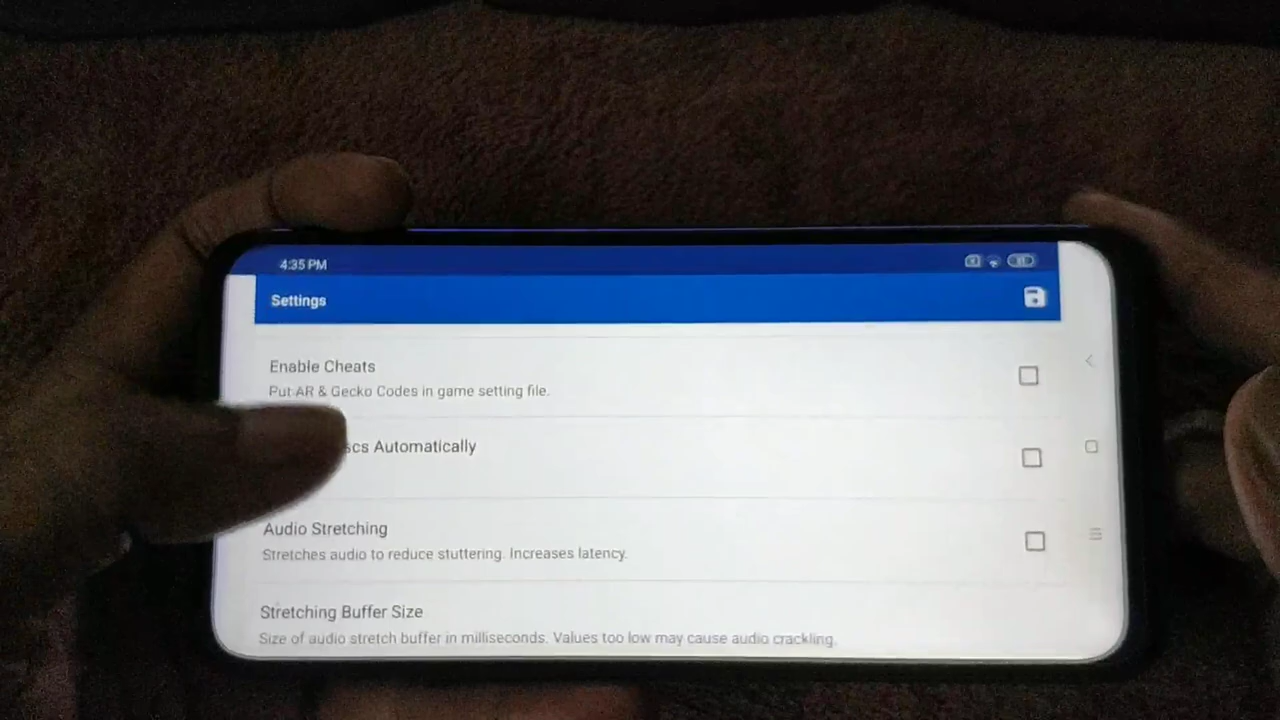 4:35 PM
Settings
Enable Cheats
Put AR & Gecko Codes in game setting file.
scs Automatically
Audio Stretching
Stretches audio to reduce stuttering. Increases latency.
Stretching Buffer Size
Size of audio stretch buffer in milliseconds. Values too low may cause audio crackling.